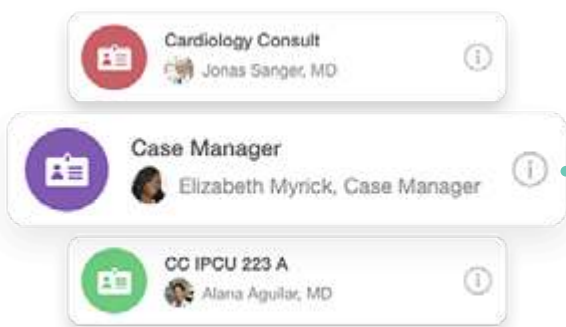 Cardiology Consult
Jonas Sanger, MD
Case Manager
Elizabeth Myrick, Case Manager
CC IPCU 223 A
Alana Aguilar, MD